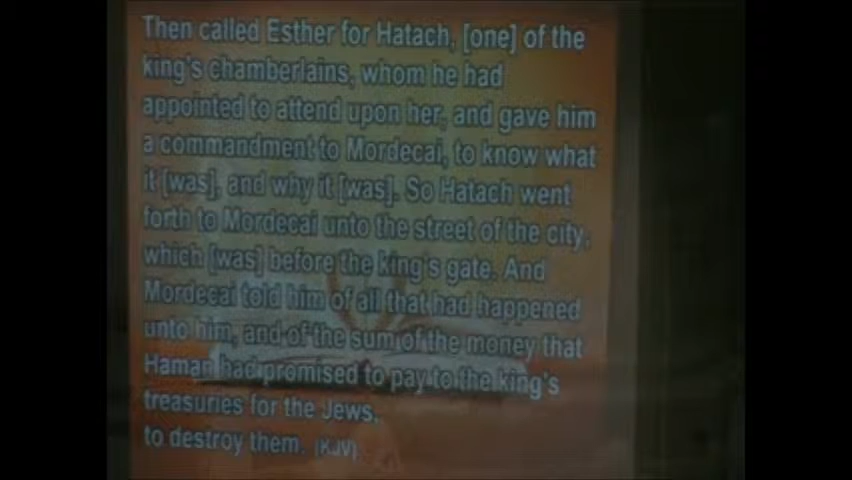 Then called Esther for Hatach, [one] of the
king's chamberlains, whom he had
appointed to attend upon her, and gave him
a commandment to Mordecai, to know what
it [was], and why it [was]. So Hatach went
forth to Mordecai unto the street of the city,
which [was] before the king's gate. And
Mordecai told him of all that had happened
unto him, and of the sum of the money that
Haman had promised to pay to the king's
treasuries for the Jews,
to destroy them. (KJV)